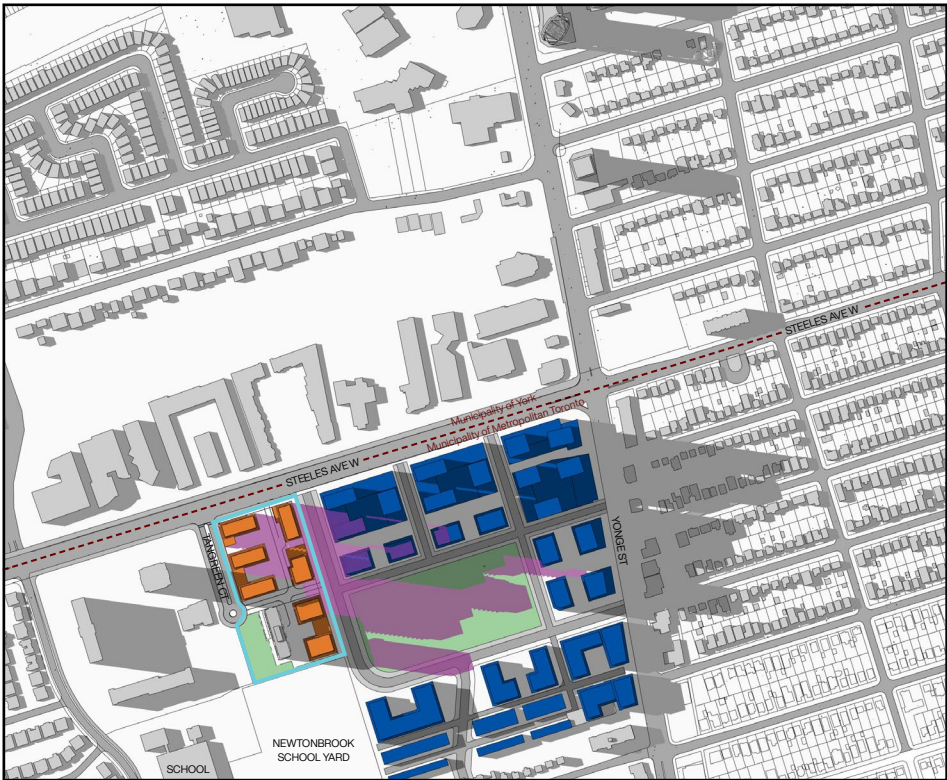 STEELES AVE W
Municipality of York
Municipality of Metropolitan Toronto
STEELES AVE W
TANGREEN CT
YONGE ST
NEWTONBROOK
SCHOOL YARD
SCHOOL